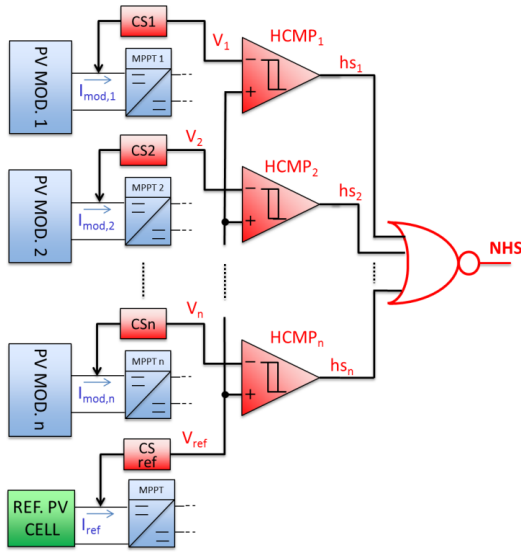 CS1
V1
HCMP1
PV MOD. 1
MPPT 1
Imod,1
hs1
−
+
CS2
V2
HCMP2
PV MOD. 2
MPPT 2
Imod,2
hs2
−
+
NHS
CSn
Vn
HCMPn
PV MOD. n
MPPT n
Imod,n
hsn
−
+
CS
ref
Vref
REF. PV
CELL
MPPT
Iref